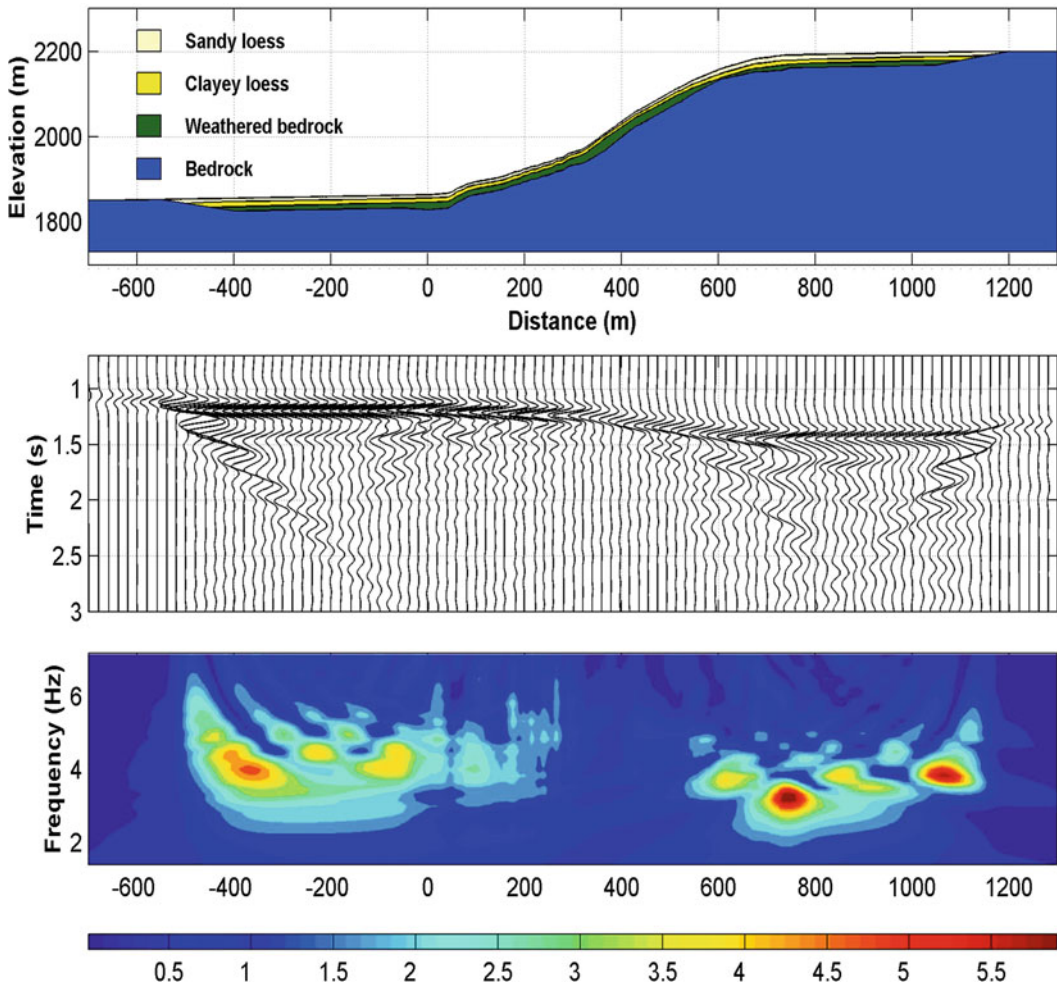 Elevation (m)
2200
2000
1800
Sandy loess
Clayey loess
Weathered bedrock
Bedrock
-600 -400 -200 0 200 400 600 800 1000 1200
Distance (m)
Time (s)
1
1.5
2
2.5
3
Frequency (Hz)
6
4
2
-600 -400 -200 0 200 400 600 800 1000 1200
0.5 1 1.5 2 2.5 3 3.5 4 4.5 5 5.5